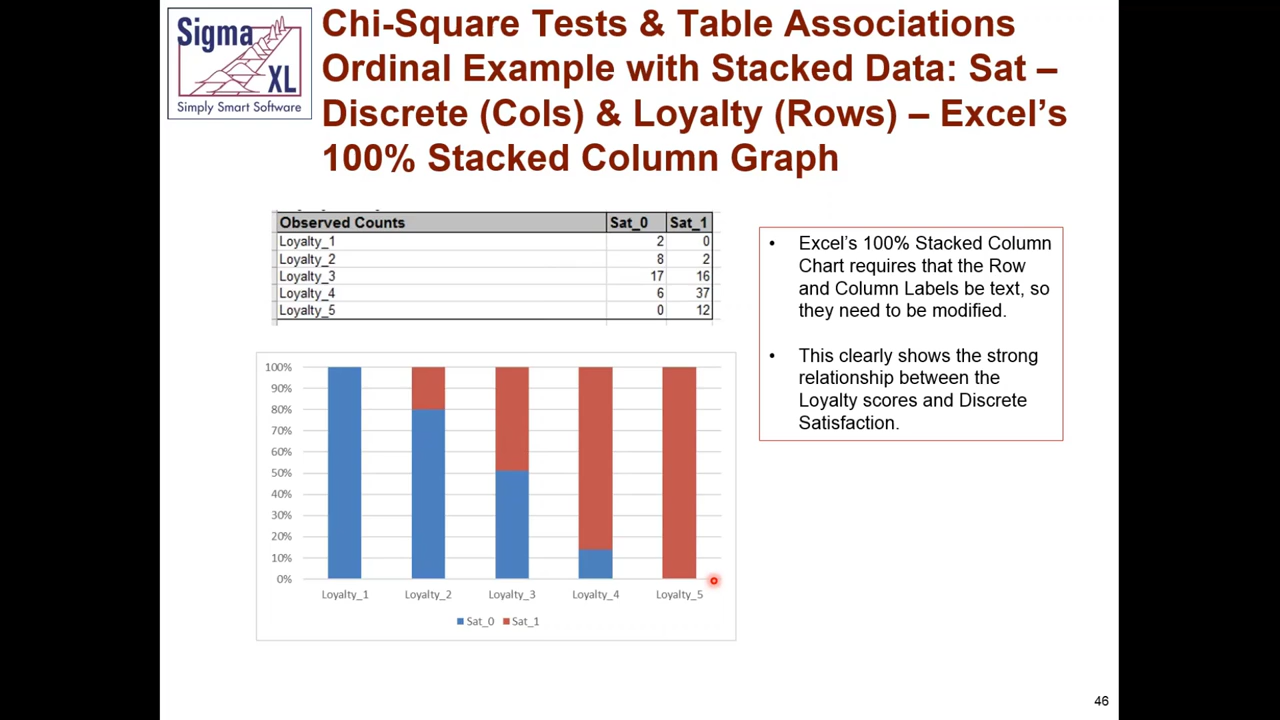 Sigma
XL
Simply Smart Software
Chi-Square Tests & Table Associations
Ordinal Example with Stacked Data: Sat –
Discrete (Cols) & Loyalty (Rows) – Excel's
100% Stacked Column Graph
Observed Counts Sat_0 Sat_1
Loyalty_1 2 0
Loyalty_2 8 2
Loyalty_3 17 16
Loyalty_4 6 37
Loyalty_5 0 12
• Excel's 100% Stacked Column
Chart requires that the Row
and Column Labels be text, so
they need to be modified.
• This clearly shows the strong
relationship between the
Loyalty scores and Discrete
Satisfaction.
100%
90%
80%
70%
60%
50%
40%
30%
20%
10%
0%
Loyalty_1 Loyalty_2 Loyalty_3 Loyalty_4 Loyalty_5
Sat_0 Sat_1
46